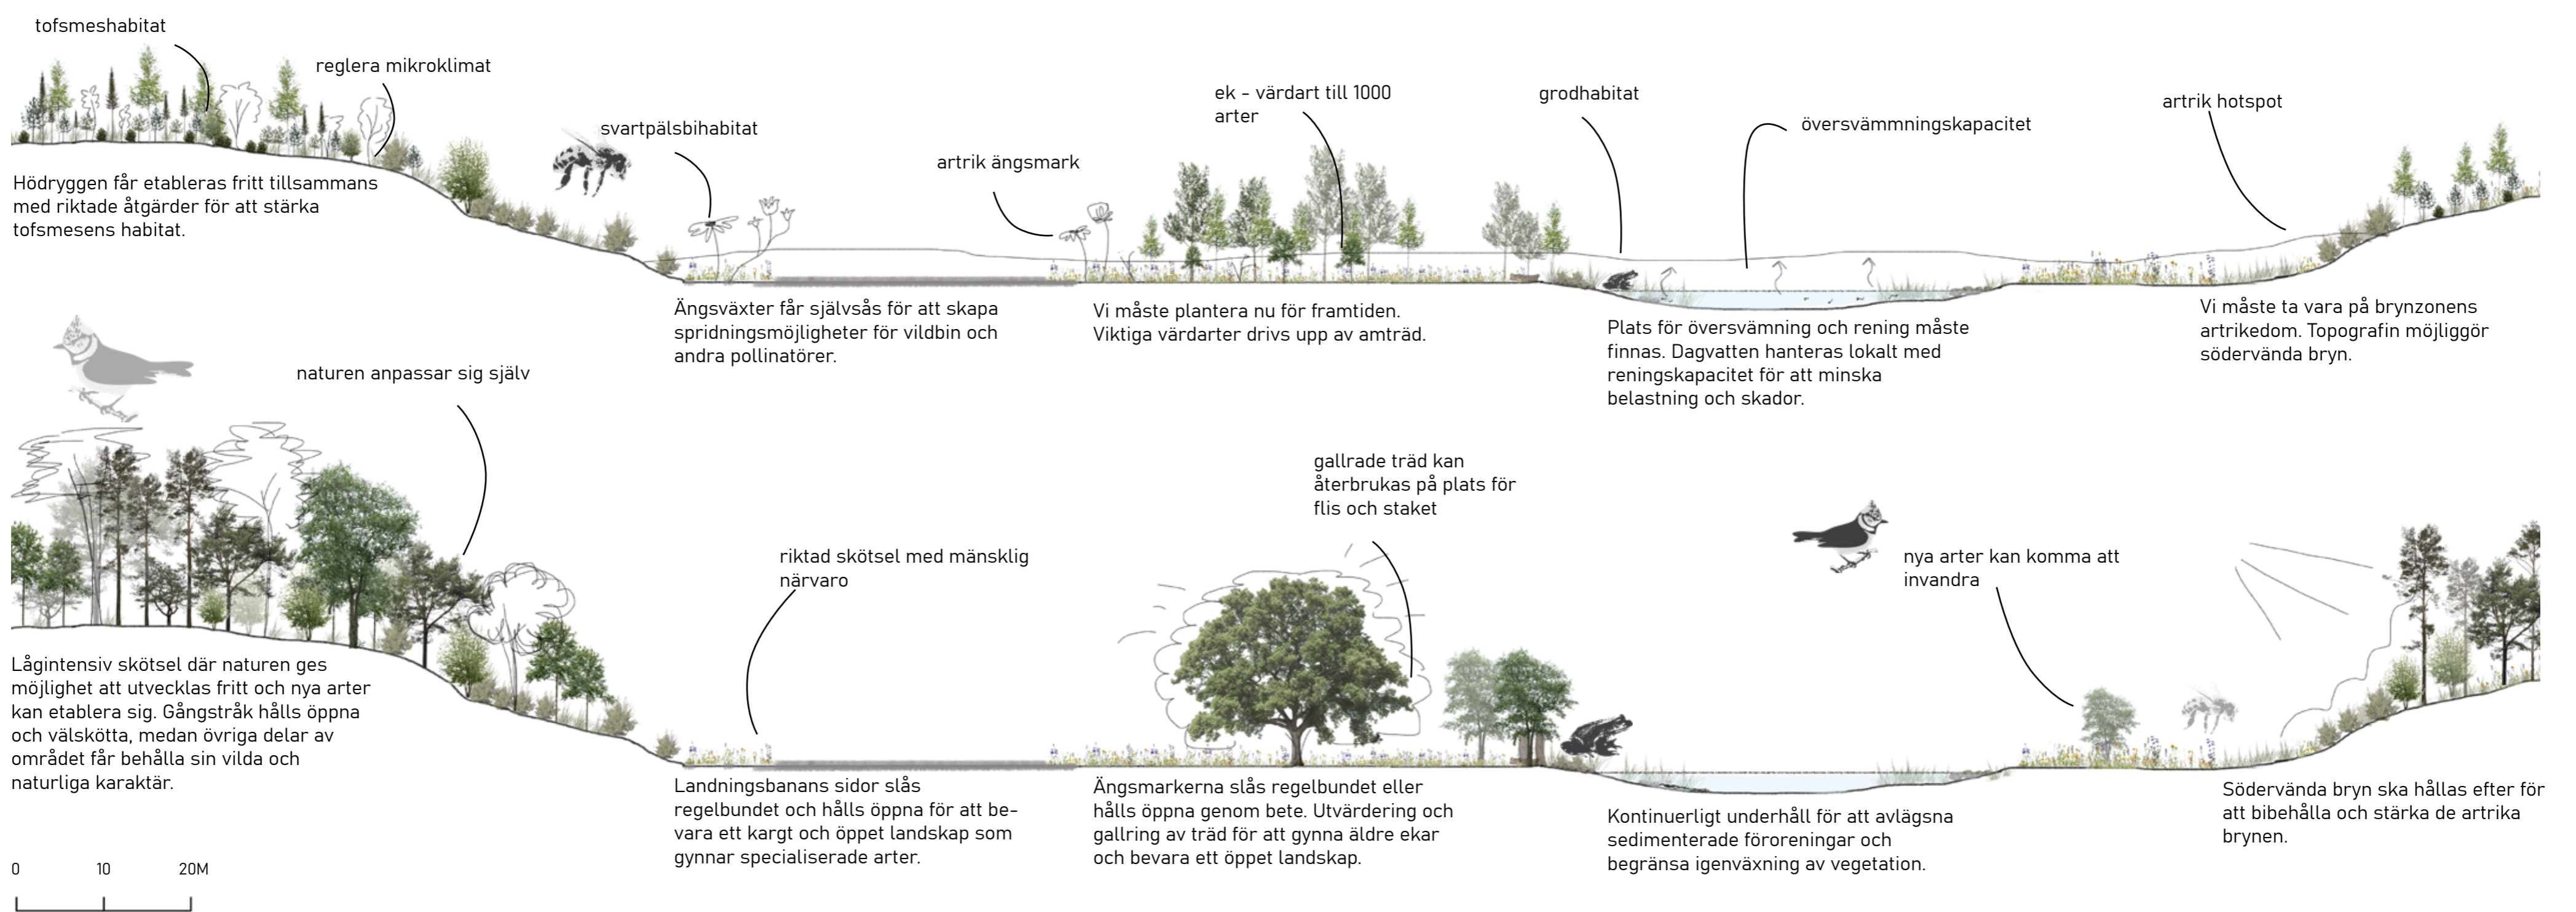 tofsmeshabitat
reglera mikroklimat
svartpälsbihabitat
artrik ängsmark
ek - värdart till 1000
arter
grodhabitat
översvämmningskapacitet
artrik hotspot
Hödryggen får etableras fritt tillsammans
med riktade åtgärder för att stärka
tofsmesens habitat.
Ängsväxter får självsås för att skapa
spridningsmöjligheter för vildbin och
andra pollinatörer.
Vi måste plantera nu för framtiden.
Viktiga värdarter drivs upp av amträd.
Plats för översvämning och rening måste
finnas. Dagvatten hanteras lokalt med
reningskapacitet för att minska
belastning och skador.
Vi måste ta vara på brynzonens
artrikedom. Topografin möjliggör
södervända bryn.
naturen anpassar sig själv
riktad skötsel med mänsklig
närvaro
gallrade träd kan
återbrukas på plats för
flis och staket
nya arter kan komma att
invandra
Lågintensiv skötsel där naturen ges
möjlighet att utvecklas fritt och nya arter
kan etablera sig. Gångstråk hålls öppna
och välskötta, medan övriga delar av
området får behålla sin vilda och
naturliga karaktär.
Landningsbanans sidor slås
regelbundet och hålls öppna för att be-
vara ett kargt och öppet landskap som
gynnar specialiserade arter.
Ängsmarkerna slås regelbundet eller
hålls öppna genom bete. Utvärdering och
gallring av träd för att gynna äldre ekar
och bevara ett öppet landskap.
Kontinuerligt underhåll för att avlägsna
sedimenterade föroreningar och
begränsa igenväxning av vegetation.
Södervända bryn ska hållas efter för
att bibehålla och stärka de artrika
brynen.
0 10 20M